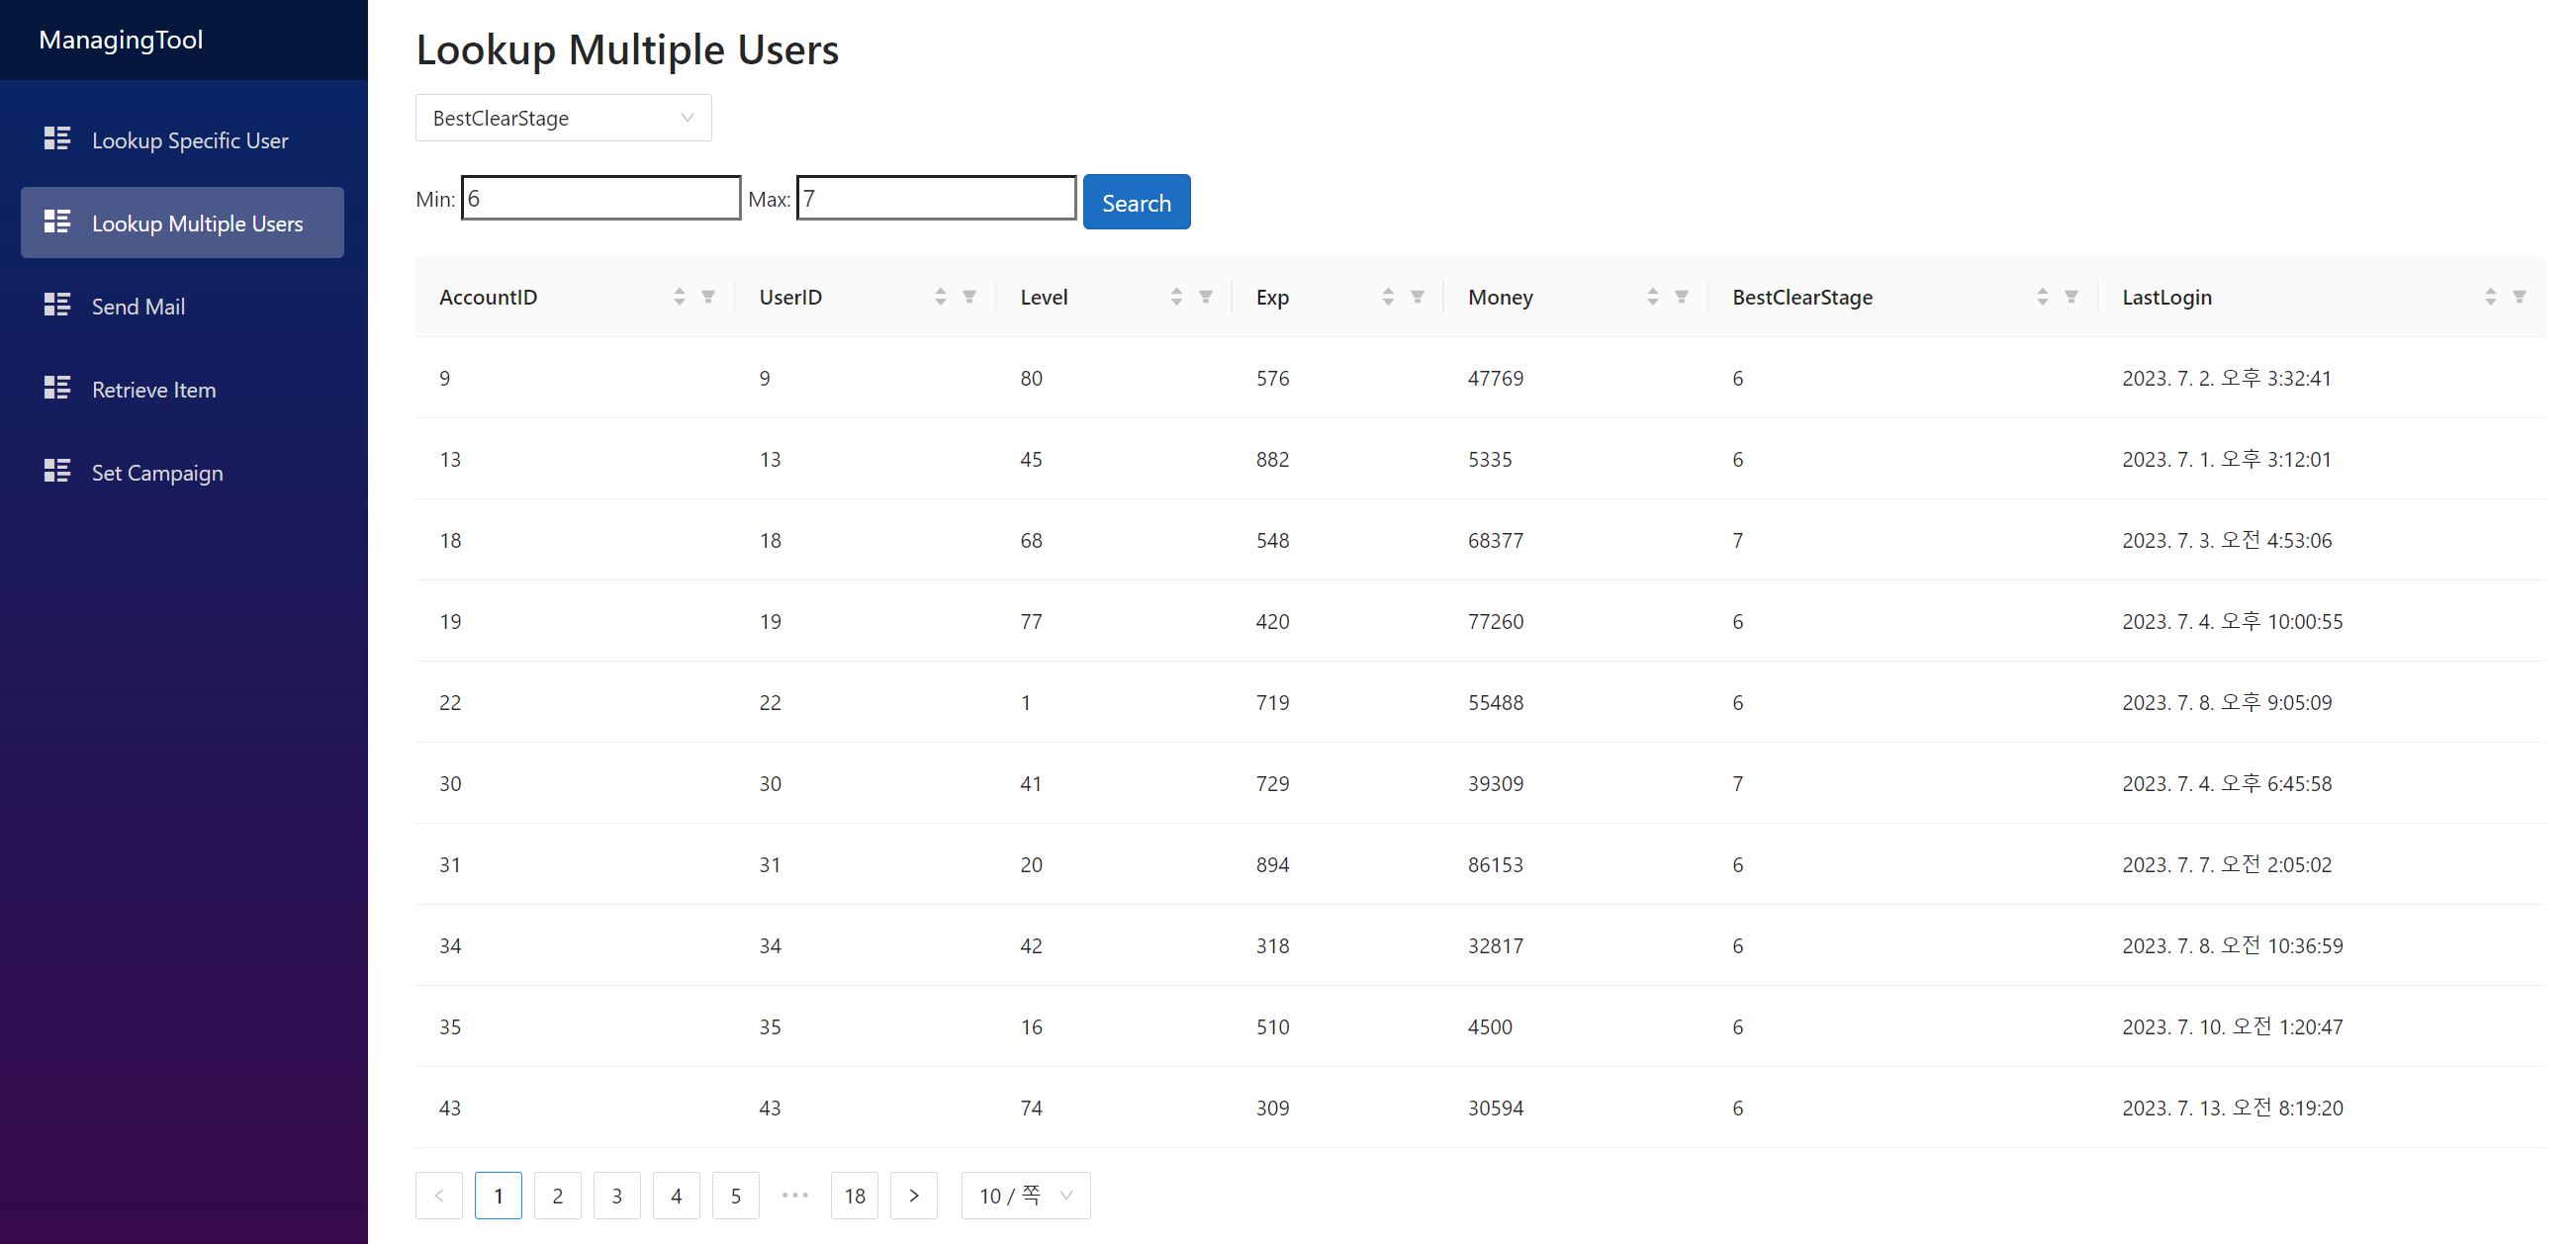 ManagingTool
Lookup Specific User
Lookup Multiple Users
Send Mail
Retrieve Item
Set Campaign
Lookup Multiple Users
BestClearStage
Min: 6 Max: 7 Search
AccountID UserID Level Exp Money BestClearStage LastLogin
9 9 80 576 47769 6 2023. 7. 2. 오후 3:32:41
13 13 45 882 5335 6 2023. 7. 1. 오후 3:12:01
18 18 68 548 68377 7 2023. 7. 3. 오전 4:53:06
19 19 77 420 77260 6 2023. 7. 4. 오후 10:00:55
22 22 1 719 55488 6 2023. 7. 8. 오후 9:05:09
30 30 41 729 39309 7 2023. 7. 4. 오후 6:45:58
31 31 20 894 86153 6 2023. 7. 7. 오전 2:05:02
34 34 42 318 32817 6 2023. 7. 8. 오전 10:36:59
35 35 16 510 4500 6 2023. 7. 10. 오전 1:20:47
43 43 74 309 30594 6 2023. 7. 13. 오전 8:19:20
< 1 2 3 4 5 ••• 18 > 10 / 쪽